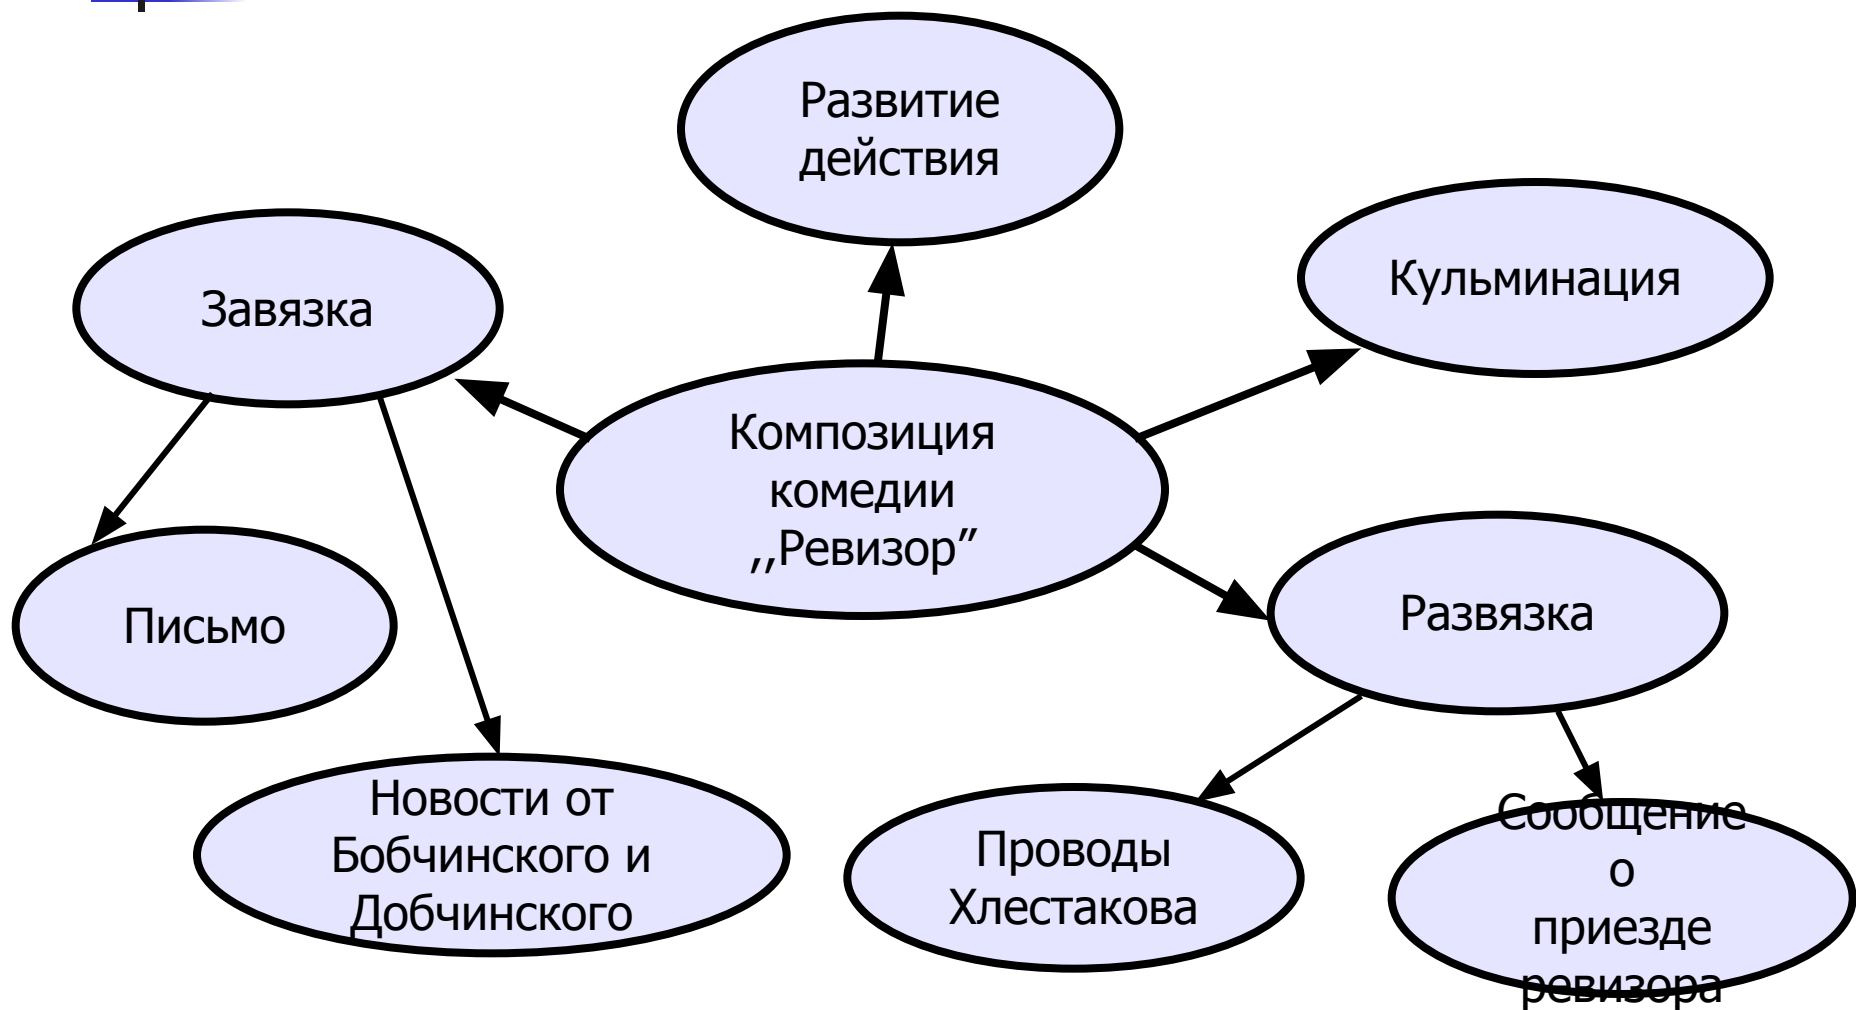 Развитие
действия
Кульминация
Завязка
Композиция
комедии
,,Ревизор”
Развязка
Письмо
Новости от
Бобчинского и
Добчинского
Проводы
Хлестакова
Сообщение
о
приезде
ревизора